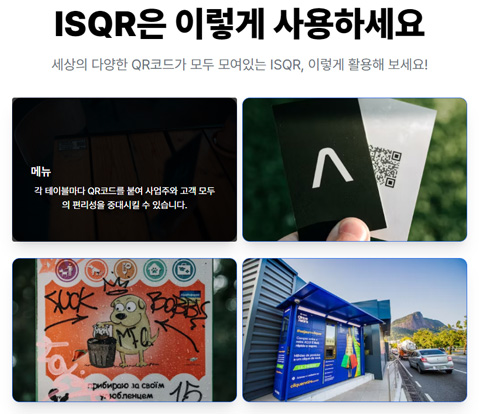 ISQR은 이렇게 사용하세요
세상의 다양한 QR코드가 모두 모여있는 ISQR, 이렇게 활용해 보세요!
메뉴
각 테이블마다 QR코드를 붙여 사업주와 고객 모두
의 편리성을 증대시킬 수 있습니다.
прибираю за своїм
юбленцем
15